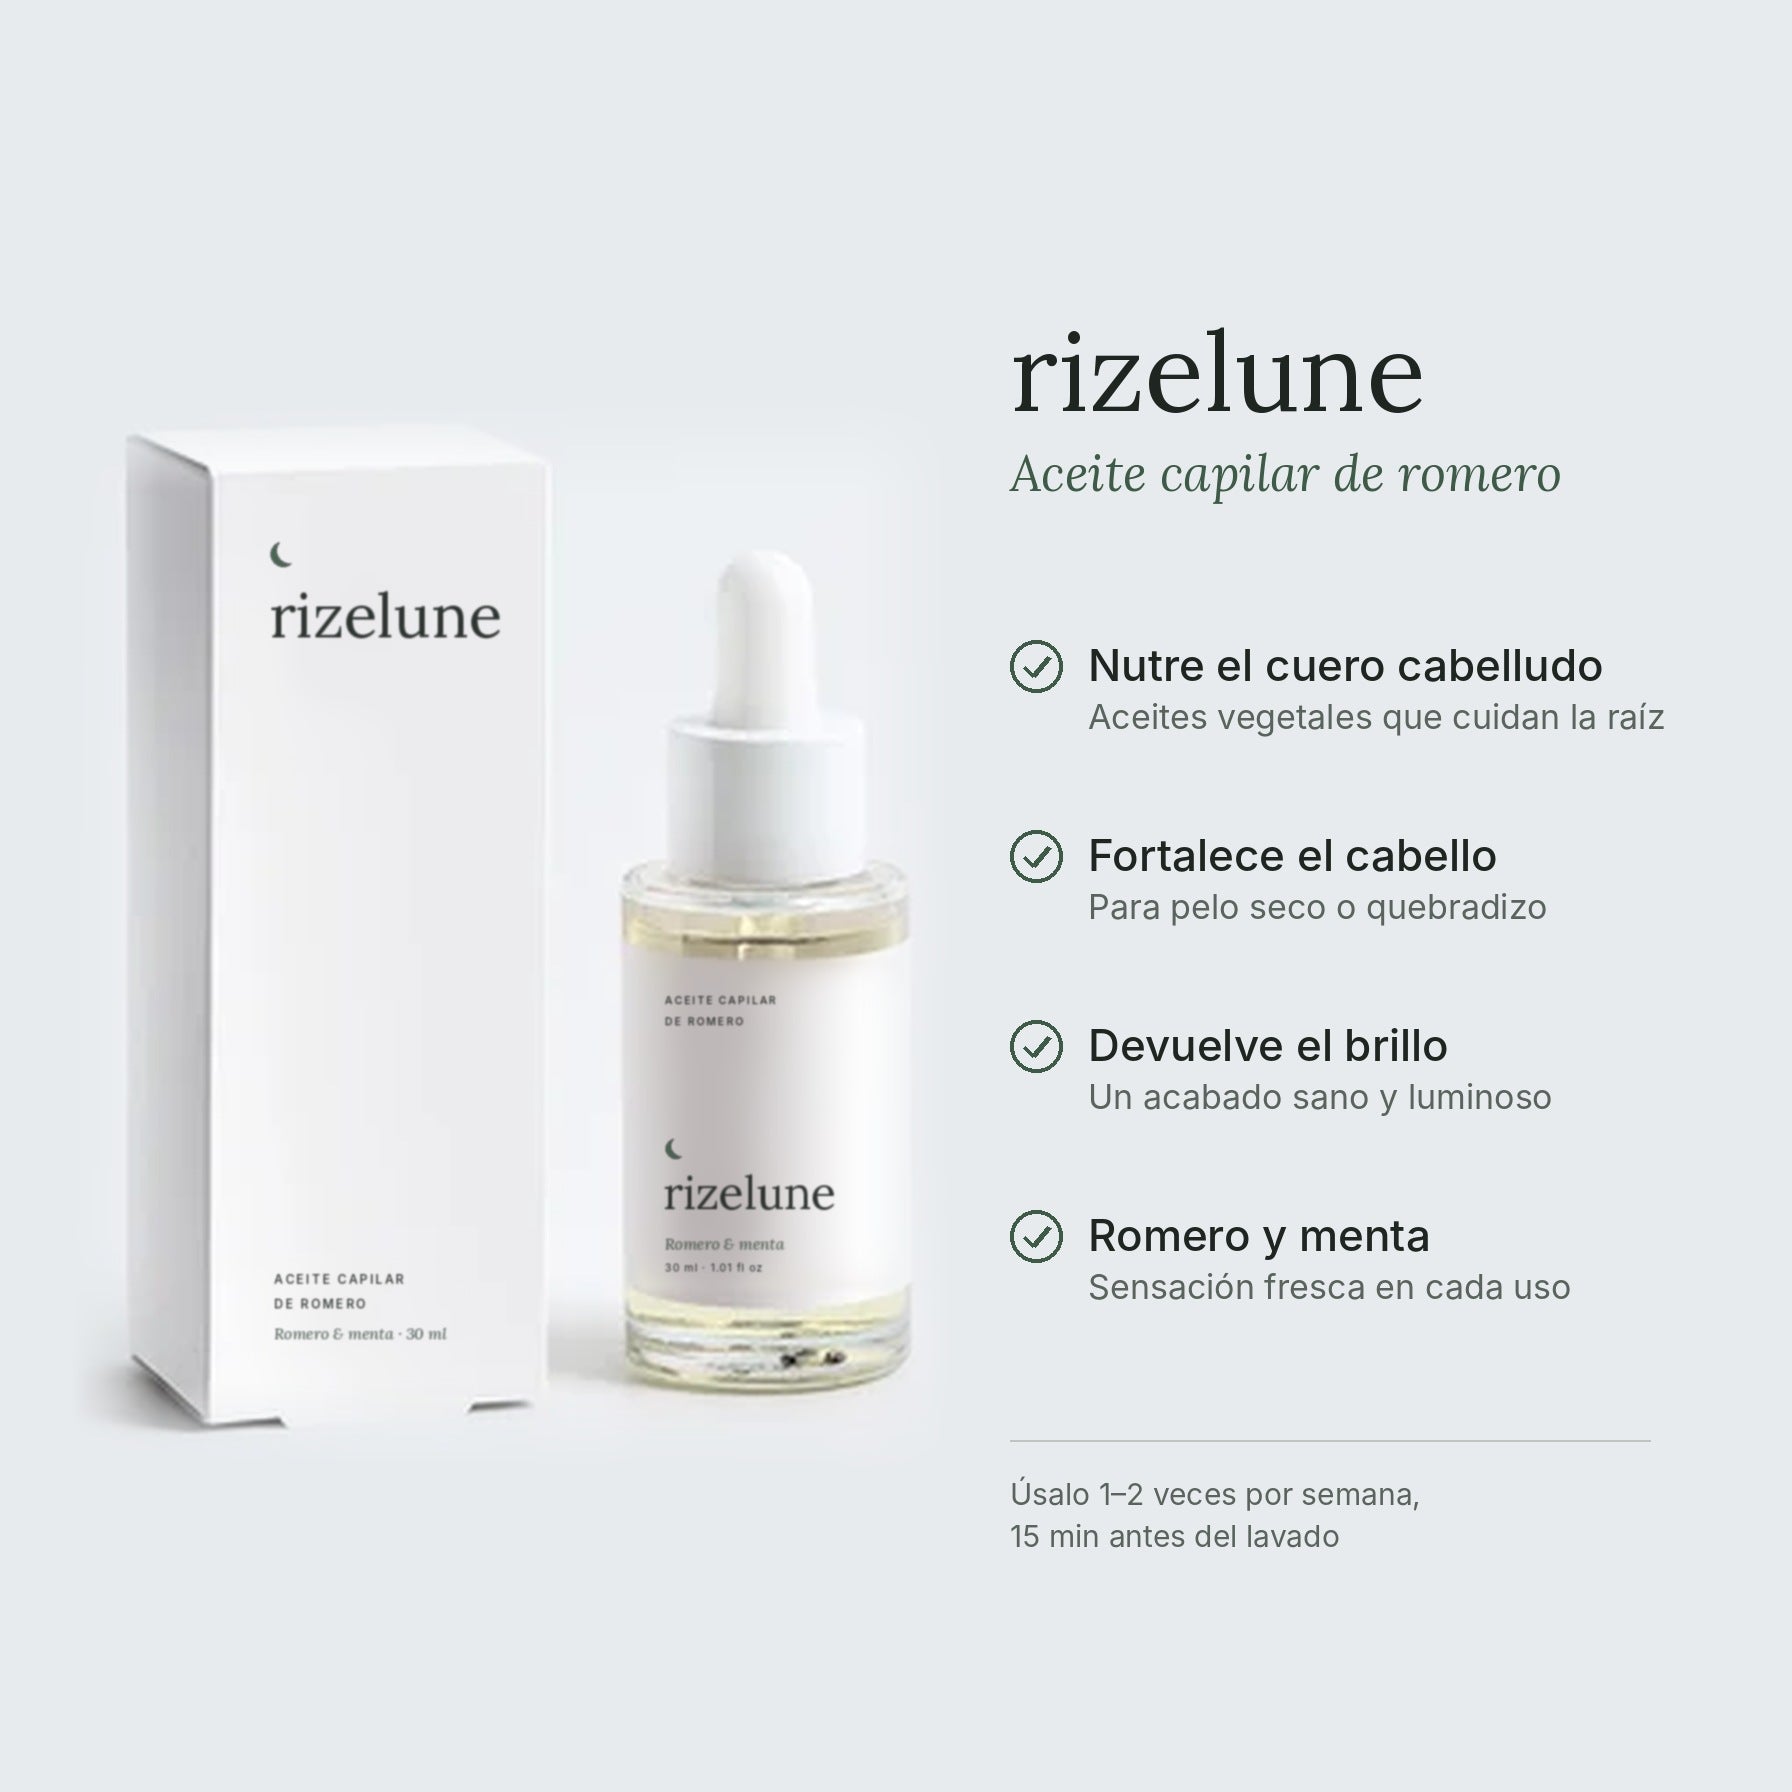 rizelune
ACEITE CAPILAR
DE ROMERO
Romero & menta · 30 ml
ACEITE CAPILAR
DE ROMERO
rizelune
Romero & menta
30 ml · 1.01 fl oz
rizelune
Aceite capilar de romero
Nutre el cuero cabelludo
Aceites vegetales que cuidan la raíz
Fortalece el cabello
Para pelo seco o quebradizo
Devuelve el brillo
Un acabado sano y luminoso
Romero y menta
Sensación fresca en cada uso
Úsalo 1–2 veces por semana,
15 min antes del lavado